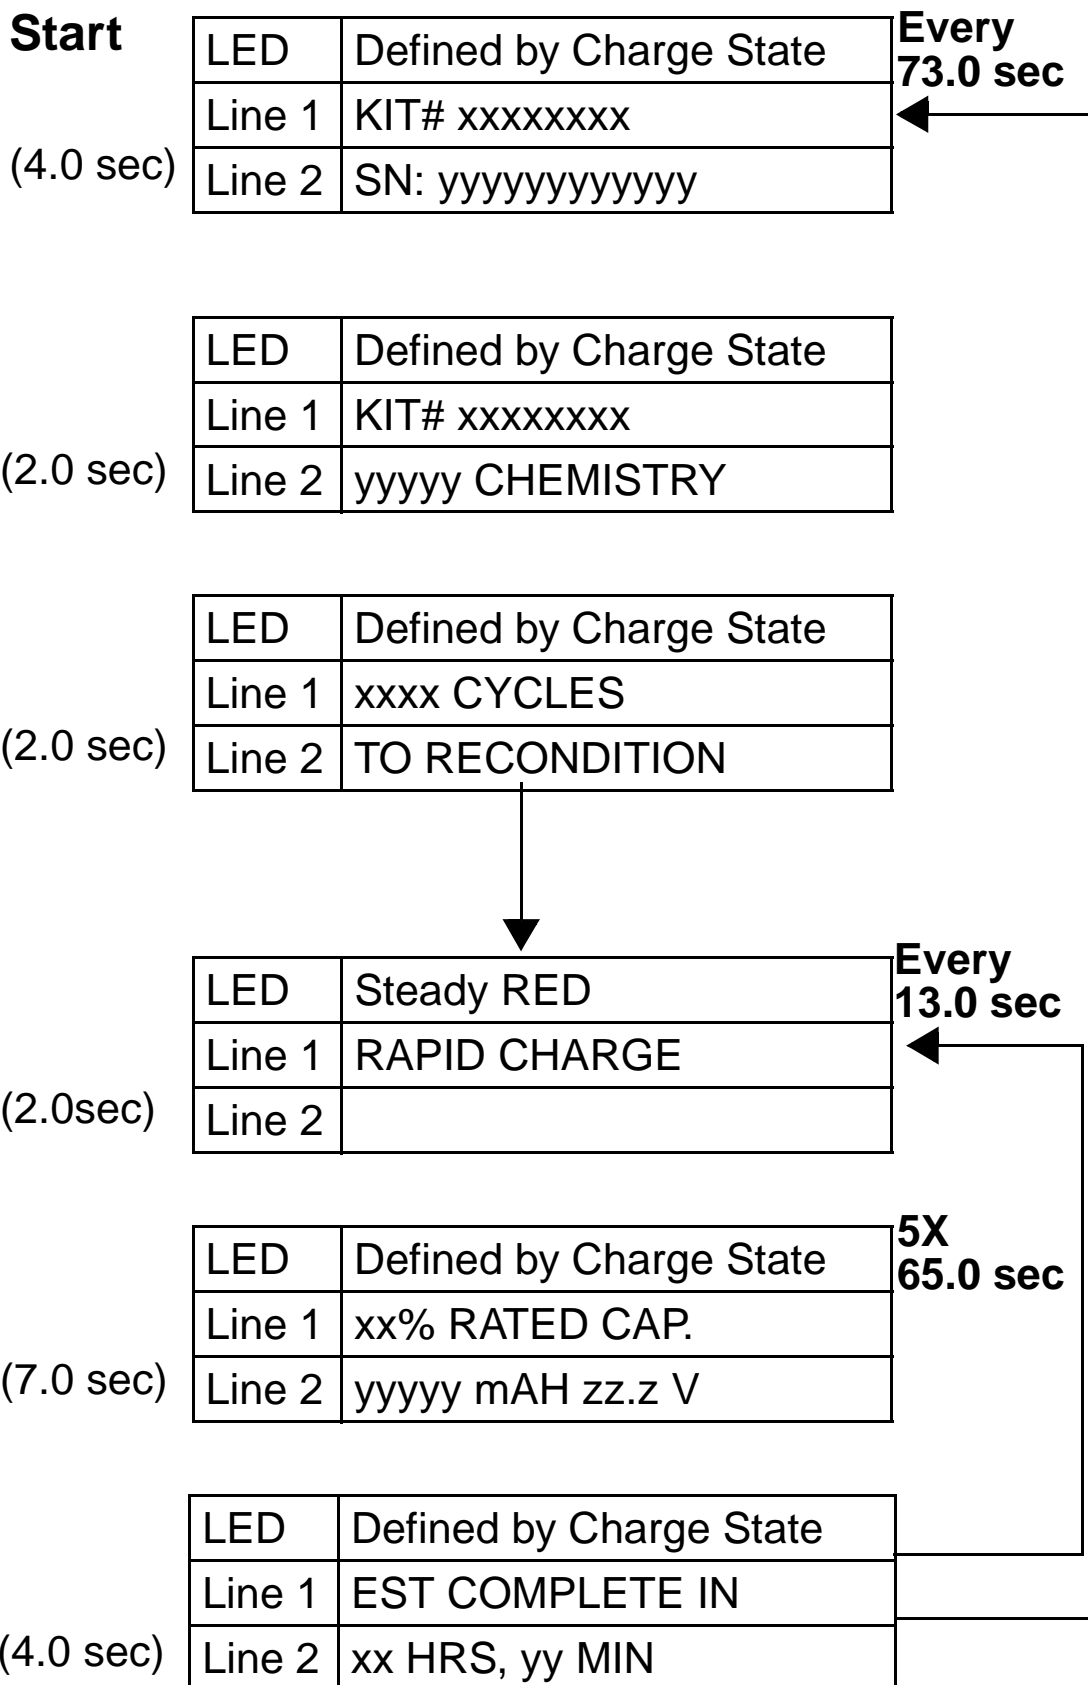 Start
LED Defined by Charge State
Every
73.0 sec
Line 1 KIT# xxxxxxxx
(4.0 sec)
Line 2 SN: yyyyyyyyyyyy
LED Defined by Charge State
Line 1 KIT# xxxxxxxx
(2.0 sec)
Line 2 yyyyy CHEMISTRY
LED Defined by Charge State
Line 1 xxxx CYCLES
(2.0 sec)
Line 2 TO RECONDITION
LED Steady RED
Every
13.0 sec
Line 1 RAPID CHARGE
(2.0sec)
Line 2
LED Defined by Charge State
5X
65.0 sec
Line 1 xx% RATED CAP.
(7.0 sec)
Line 2 yyyyy mAH zz.z V
LED Defined by Charge State
Line 1 EST COMPLETE IN
(4.0 sec)
Line 2 xx HRS, yy MIN